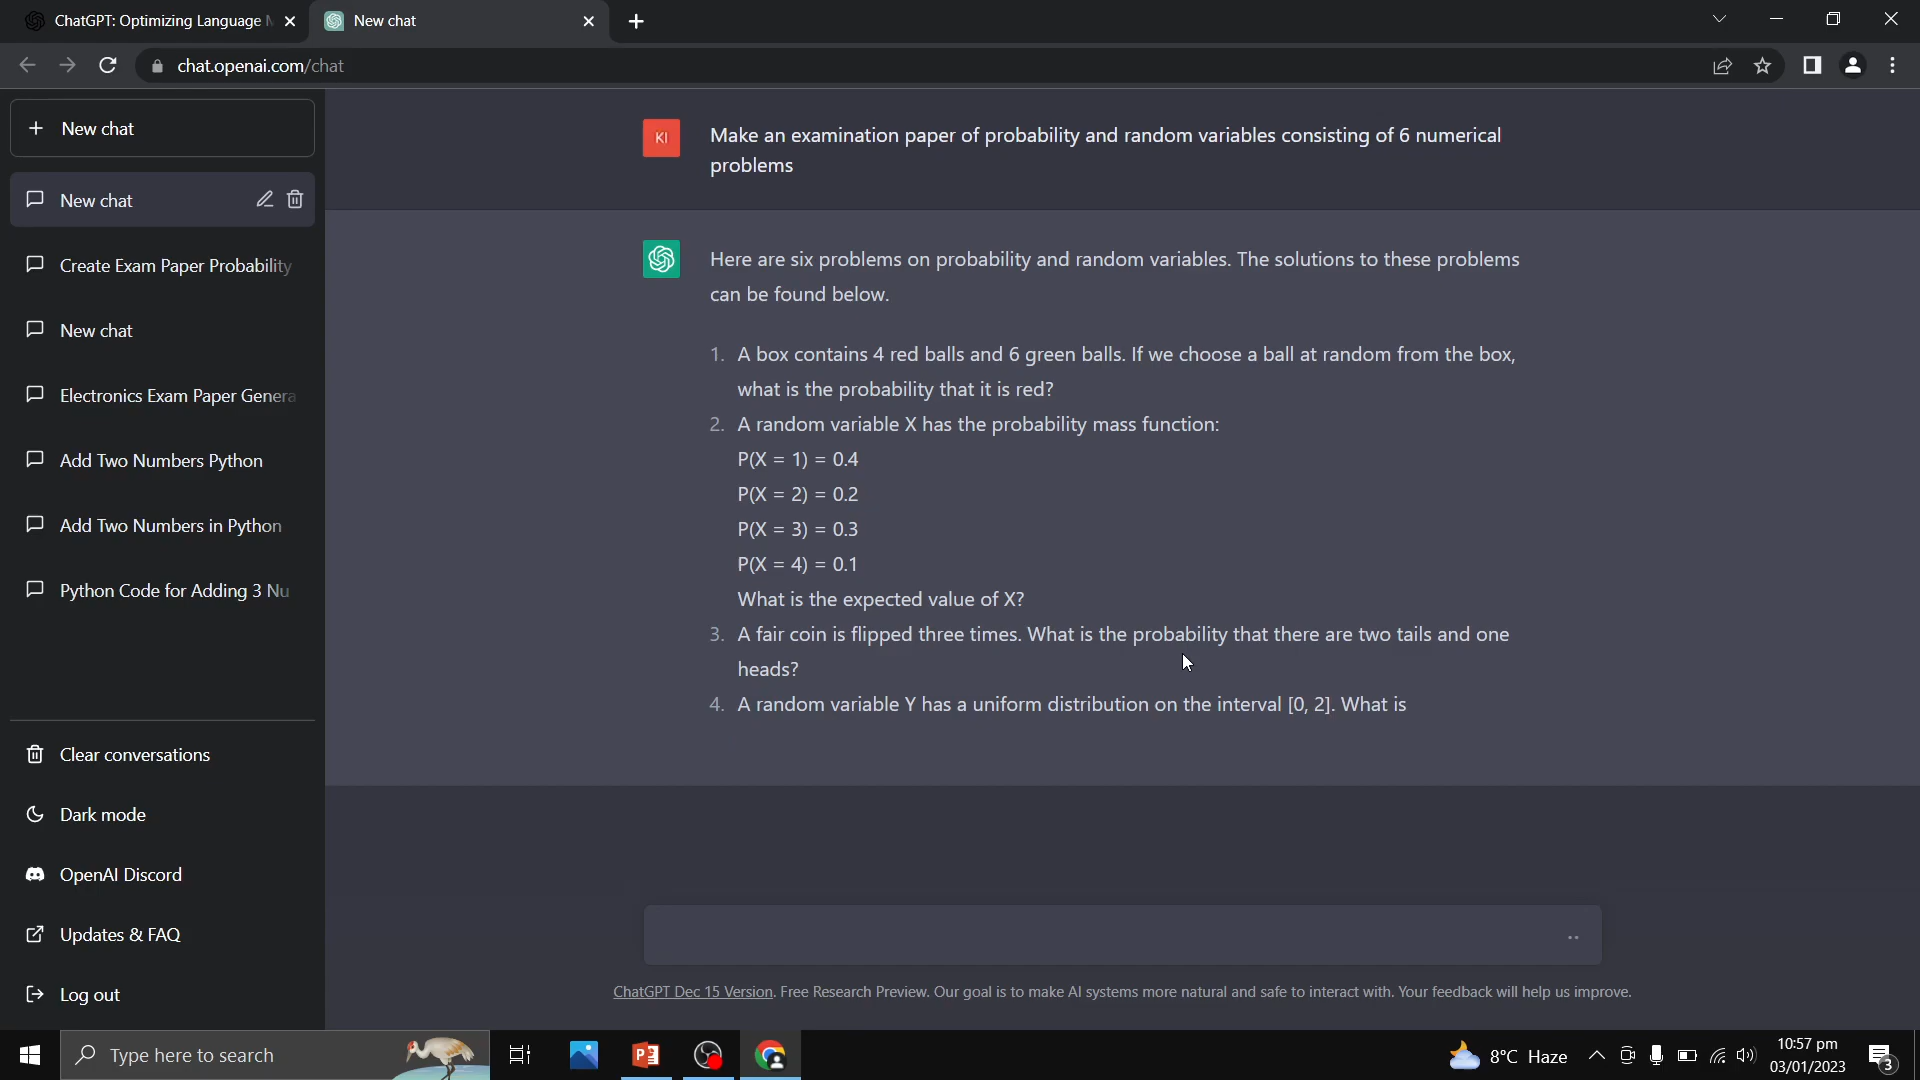 ChatGPT: Optimizing Language
New chat
chat.openai.com/chat
New chat
New chat
Create Exam Paper Probability
New chat
Electronics Exam Paper Genera
Add Two Numbers Python
Add Two Numbers in Python
Python Code for Adding 3 Nu
Clear conversations
Dark mode
OpenAI Discord
Updates & FAQ
Log out
KI
Make an examination paper of probability and random variables consisting of 6 numerical
problems
Here are six problems on probability and random variables. The solutions to these problems
can be found below.
1. A box contains 4 red balls and 6 green balls. If we choose a ball at random from the box,
what is the probability that it is red?
2. A random variable X has the probability mass function:
P(X = 1) = 0.4
P(X = 2) = 0.2
P(X = 3) = 0.3
P(X = 4) = 0.1
What is the expected value of X?
3. A fair coin is flipped three times. What is the probability that there are two tails and one
heads?
4. A random variable Y has a uniform distribution on the interval [0, 2]. What is
ChatGPT Dec 15 Version. Free Research Preview. Our goal is to make AI systems more natural and safe to interact with. Your feedback will help us improve.
Type here to search
8°C Haze
10:57 pm
03/01/2023
3